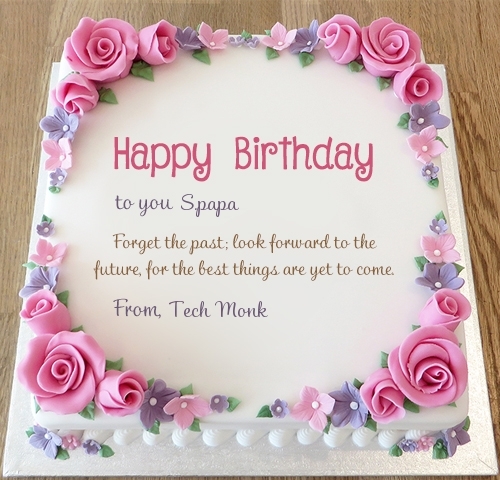 Happy Birthday
to you S.papa
Forget the past; look forward to the
future, for the best things are yet to come.
From, Tech Monk